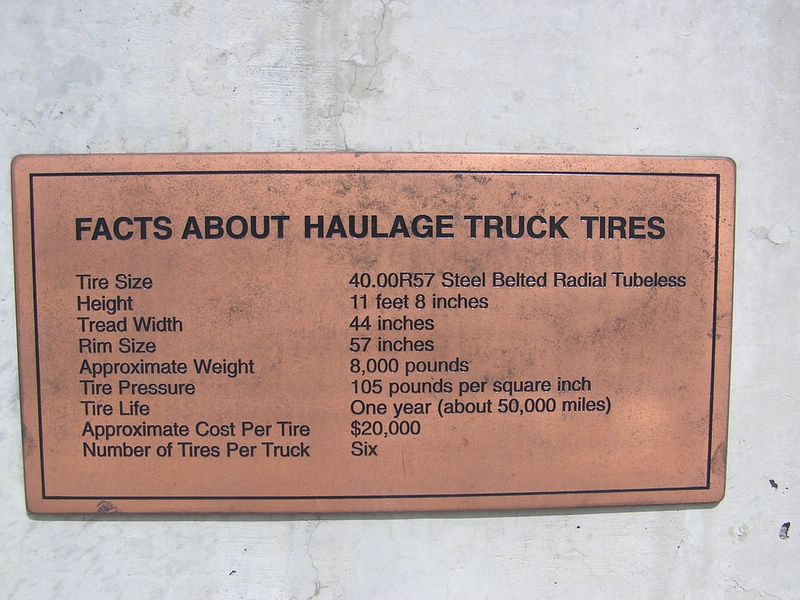 FACTS ABOUT HAULAGE TRUCK TIRES
Tire Size 40.00R57 Steel Belted Radial Tubeless
Height 11 feet 8 inches
Tread Width 44 inches
Rim Size 57 inches
Approximate Weight 8,000 pounds
Tire Pressure 105 pounds per square inch
Tire Life One year (about 50,000 miles)
Approximate Cost Per Tire $20,000
Number of Tires Per Truck Six